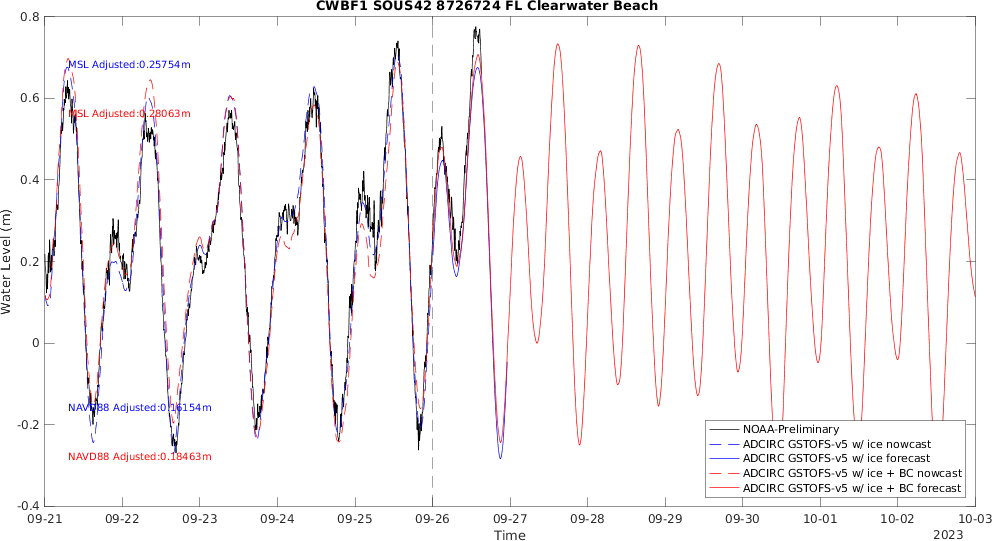 CWBF1 SOUS42 8726724 FL Clearwater Beach
0.8
0.6
0.4
0.2
0
-0.2
-0.4
Water Level (m)
MSL Adjusted:0.25754m
MSL Adjusted:0.28063m
NAVD88 Adjusted:0.16154m
NAVD88 Adjusted:0.18463m
NOAA-Preliminary
ADCIRC GSTOFS-v5 w/ ice nowcast
ADCIRC GSTOFS-v5 w/ ice forecast
ADCIRC GSTOFS-v5 w/ ice + BC nowcast
ADCIRC GSTOFS-v5 w/ ice + BC forecast
09-21 09-22 09-23 09-24 09-25 09-26 09-27 09-28 09-29 09-30 10-01 10-02 10-03
Time
2023